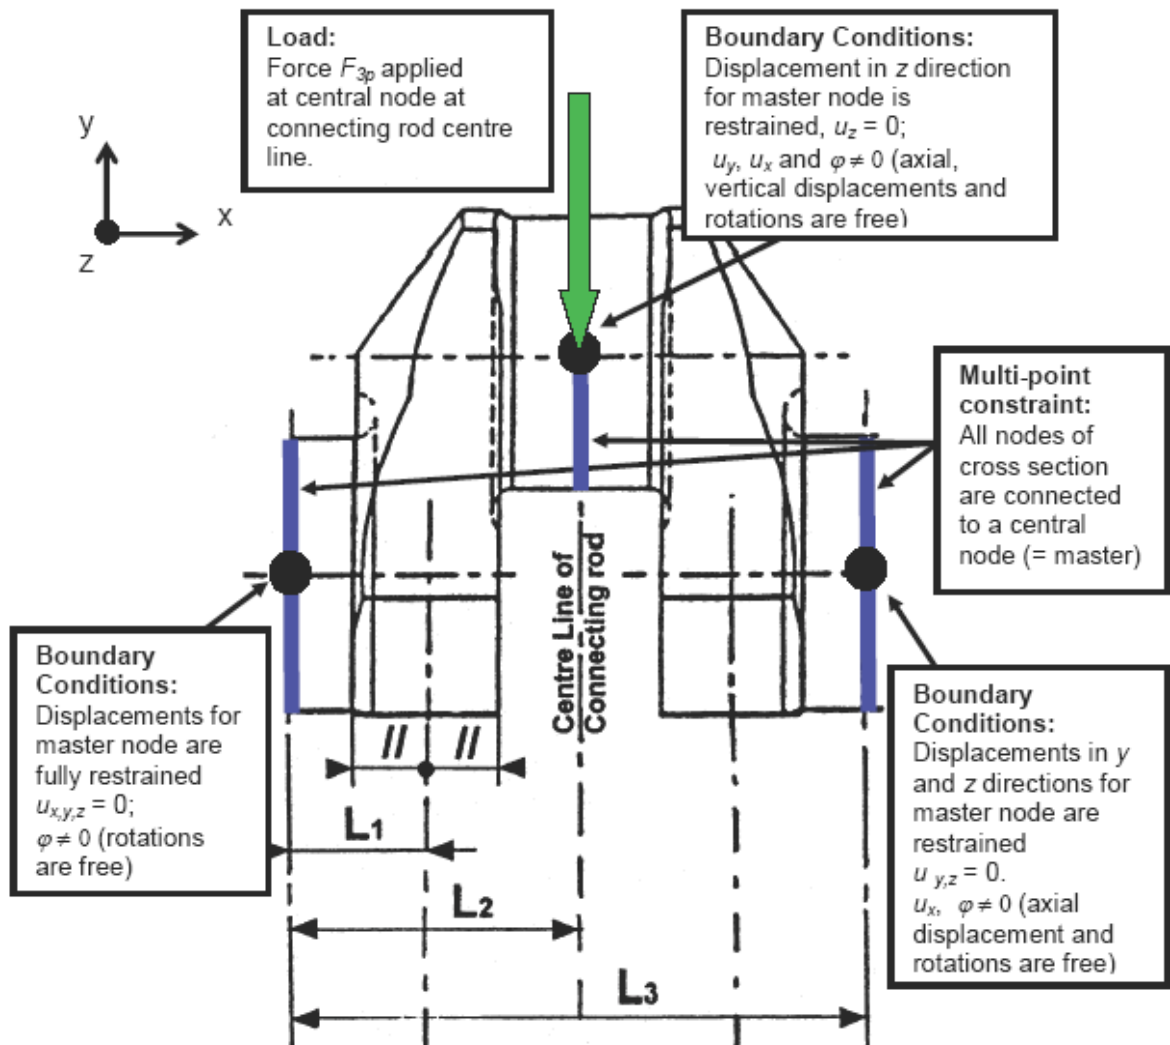 Load:
Force F3p applied
at central node at
connecting rod centre
line.
Boundary Conditions:
Displacement in z direction
for master node is
restrained, uz = 0;
uy, ux and φ ≠ 0 (axial,
vertical displacements and
rotations are free)
y
x
z
Multi-point
constraint:
All nodes of
cross section
are connected
to a central
node (= master)
Centre Line of
Connecting rod
Boundary
Conditions:
Displacements for
master node are
fully restrained
ux,y,z = 0;
φ ≠ 0 (rotations
are free)
Boundary
Conditions:
Displacements in y
and z directions for
master node are
restrained
u y,z = 0.
ux, φ ≠ 0 (axial
displacement and
rotations are free)
// //
L1
L2
L3